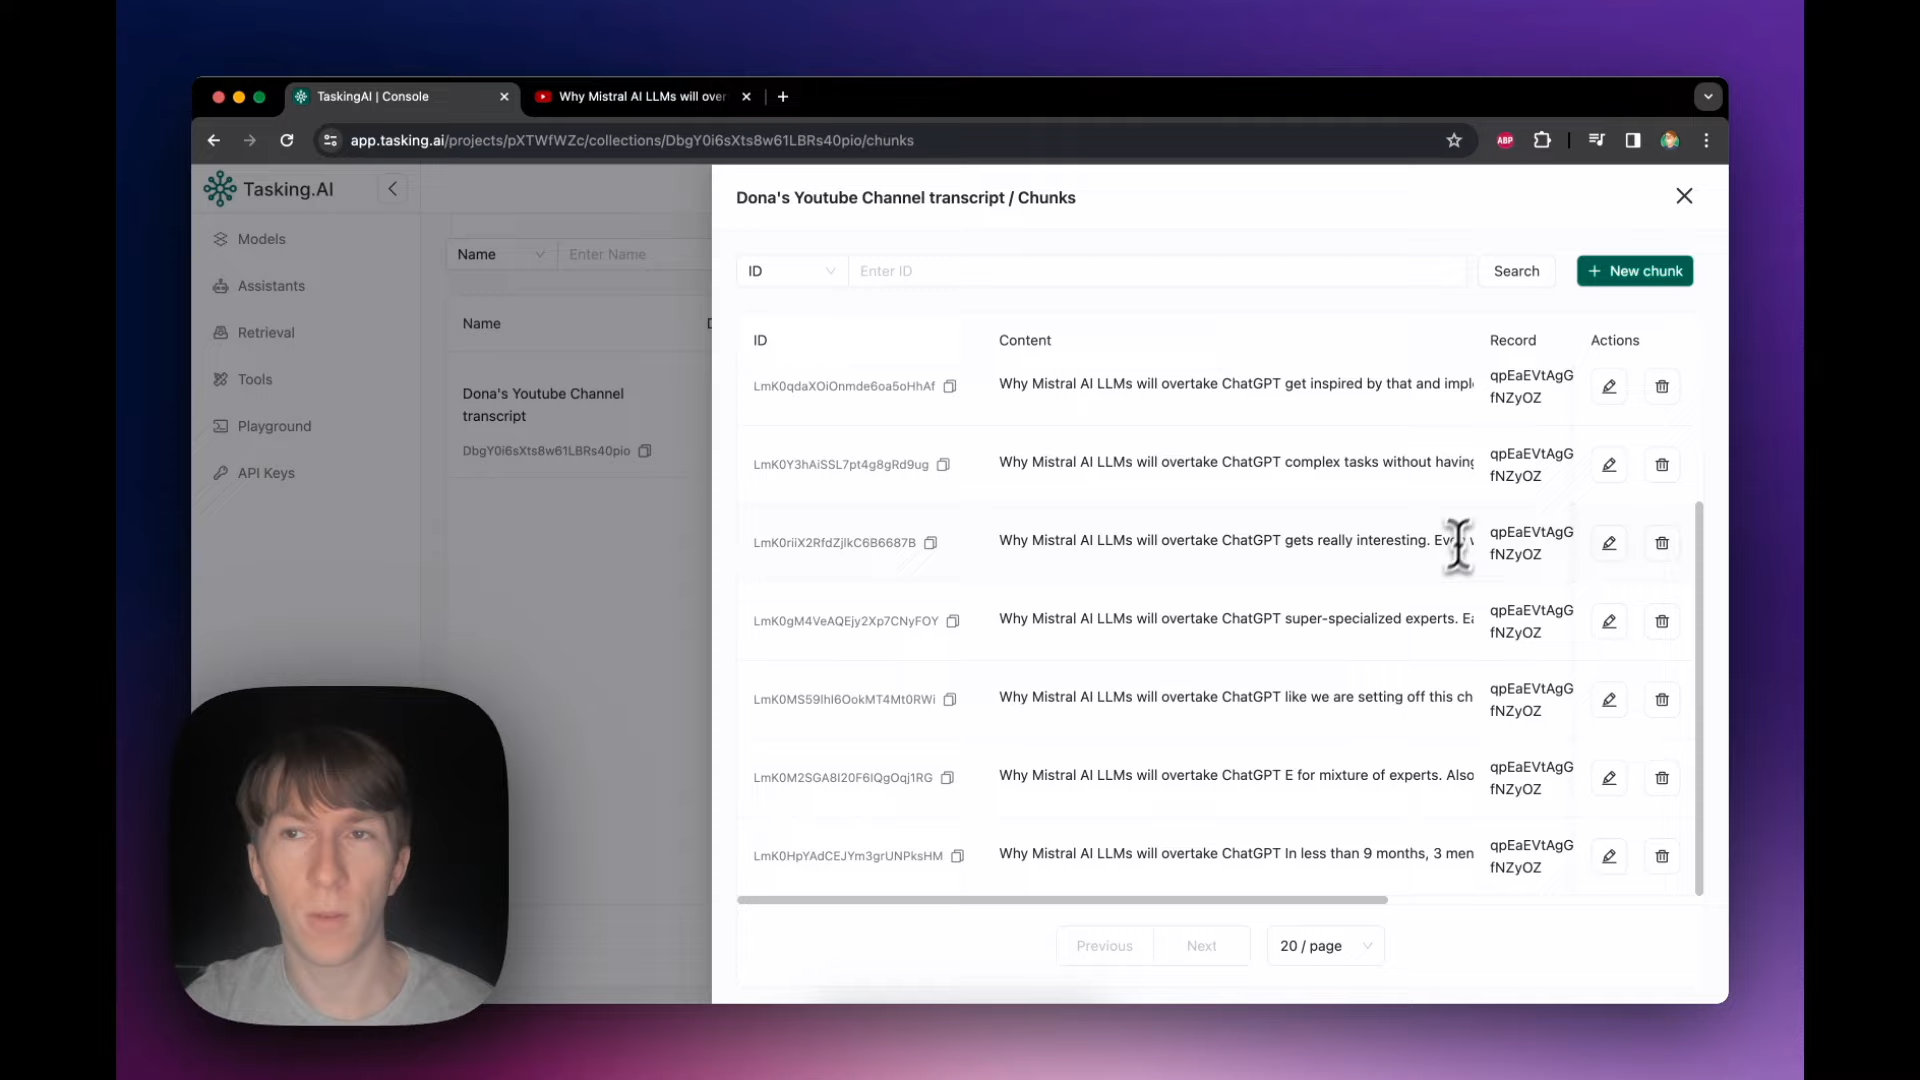 TaskingAI | Console
Why Mistral AI LLMs will over
app.tasking.ai/projects/pXTWfWZc/collections/DbgY0i6sXts8w61LBRs40pio/chunks
ABP
Tasking.AI
Models
Assistants
Retrieval
Tools
Playground
API Keys
Name
Enter Name
Name
Dona's Youtube Channel
transcript
DbgY0i6sXts8w61LBRs40pio
Dona's Youtube Channel transcript / Chunks
ID
Enter ID
Search
New chunk
ID Content Record Actions
LmK0qdaXOiOnmde6oa5oHhAf Why Mistral AI LLMs will overtake ChatGPT get inspired by that and impl qpEaEVtAgG
fNZyOZ
LmK0Y3hAiSSL7pt4g8gRd9ug Why Mistral AI LLMs will overtake ChatGPT complex tasks without having qpEaEVtAgG
fNZyOZ
LmK0riiX2RfdZjlkC6B6687B Why Mistral AI LLMs will overtake ChatGPT gets really interesting. qpEaEVtAgG
fNZyOZ
LmK0gM4VeAQEjy2Xp7CNyFOY Why Mistral AI LLMs will overtake ChatGPT super-specialized experts. Ea qpEaEVtAgG
fNZyOZ
LmK0MS59lhI6OokMT4Mt0RWi Why Mistral AI LLMs will overtake ChatGPT like we are setting off this ch qpEaEVtAgG
fNZyOZ
LmK0M2SGA8I20F6IQgOqj1RG Why Mistral AI LLMs will overtake ChatGPT E for mixture of experts. Also qpEaEVtAgG
fNZyOZ
LmK0HpYAdCEJYm3grUNPksHM Why Mistral AI LLMs will overtake ChatGPT In less than 9 months, 3 men qpEaEVtAgG
fNZyOZ
Previous
Next
20 / page